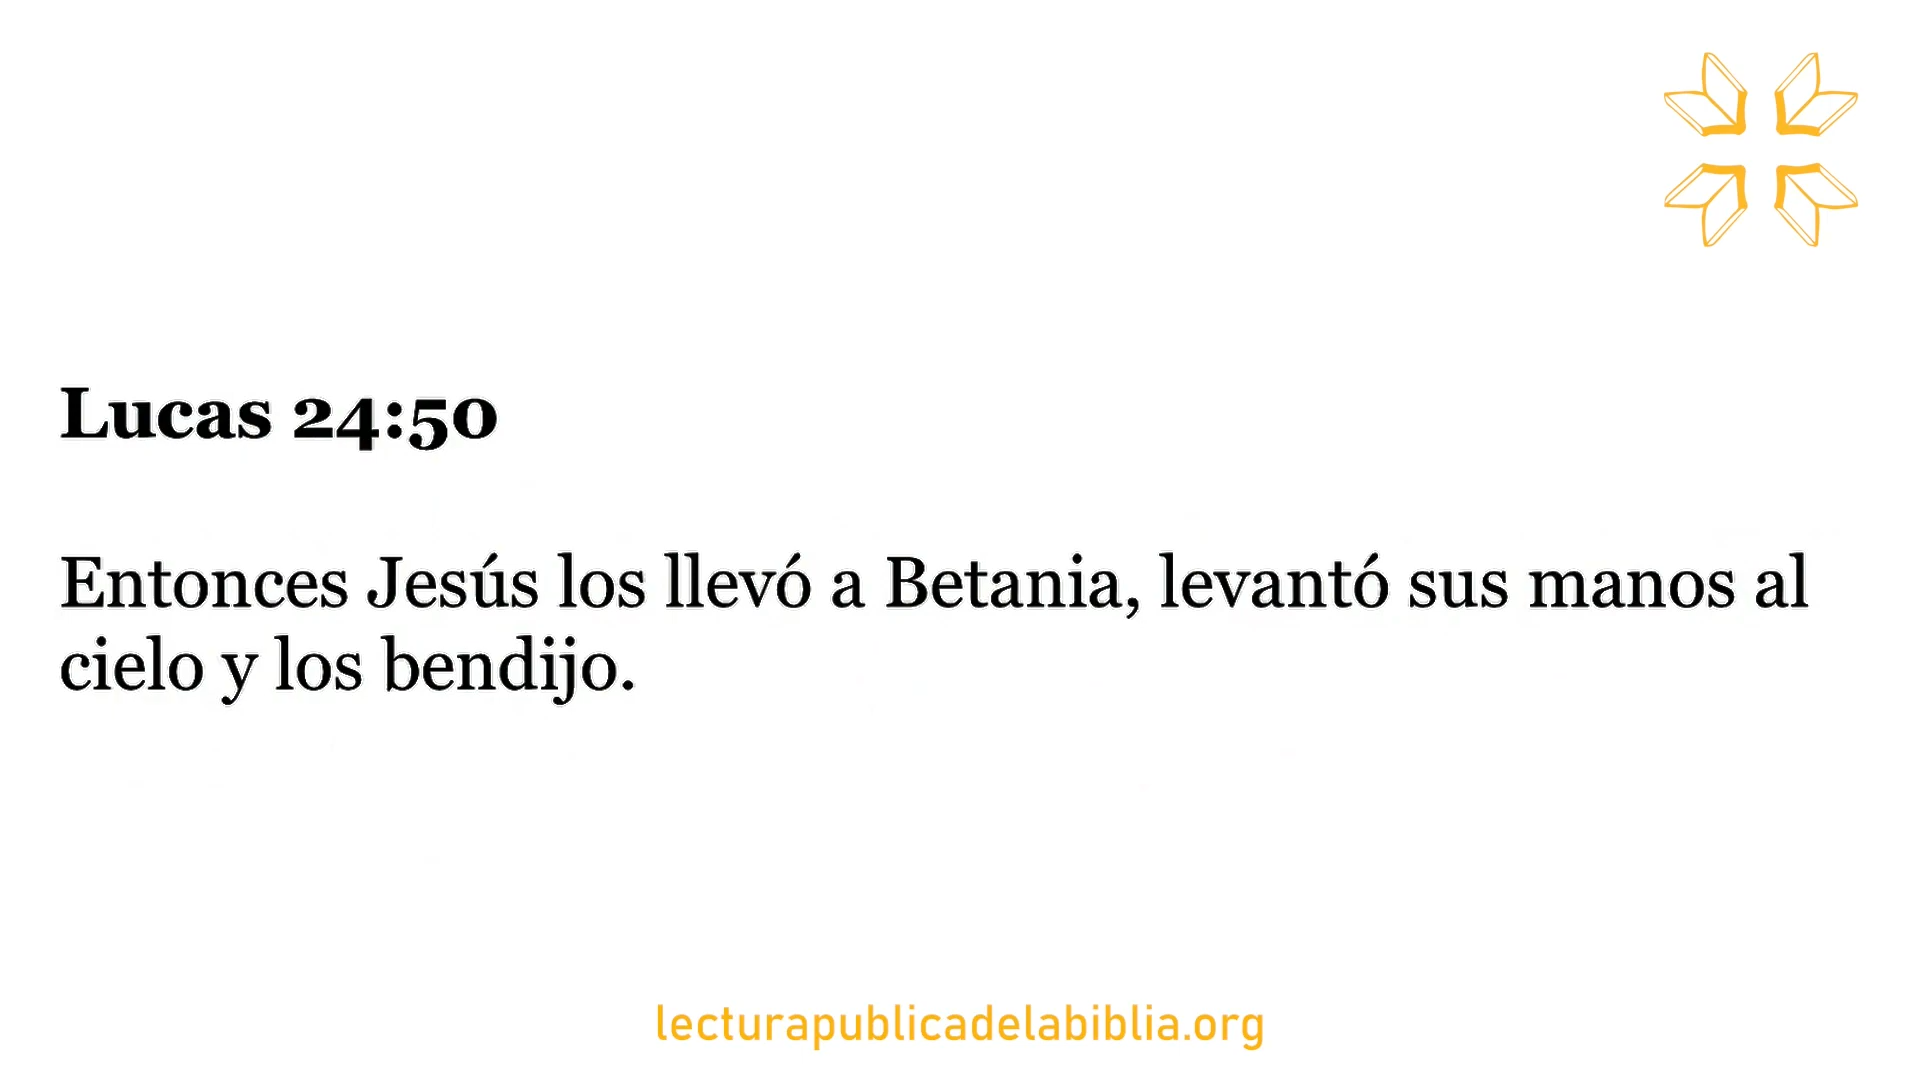 Lucas 24:50
Entonces Jesús los llevó a Betania, levantó sus manos al
cielo y los bendijo.
lecturapublicadelabiblia.org